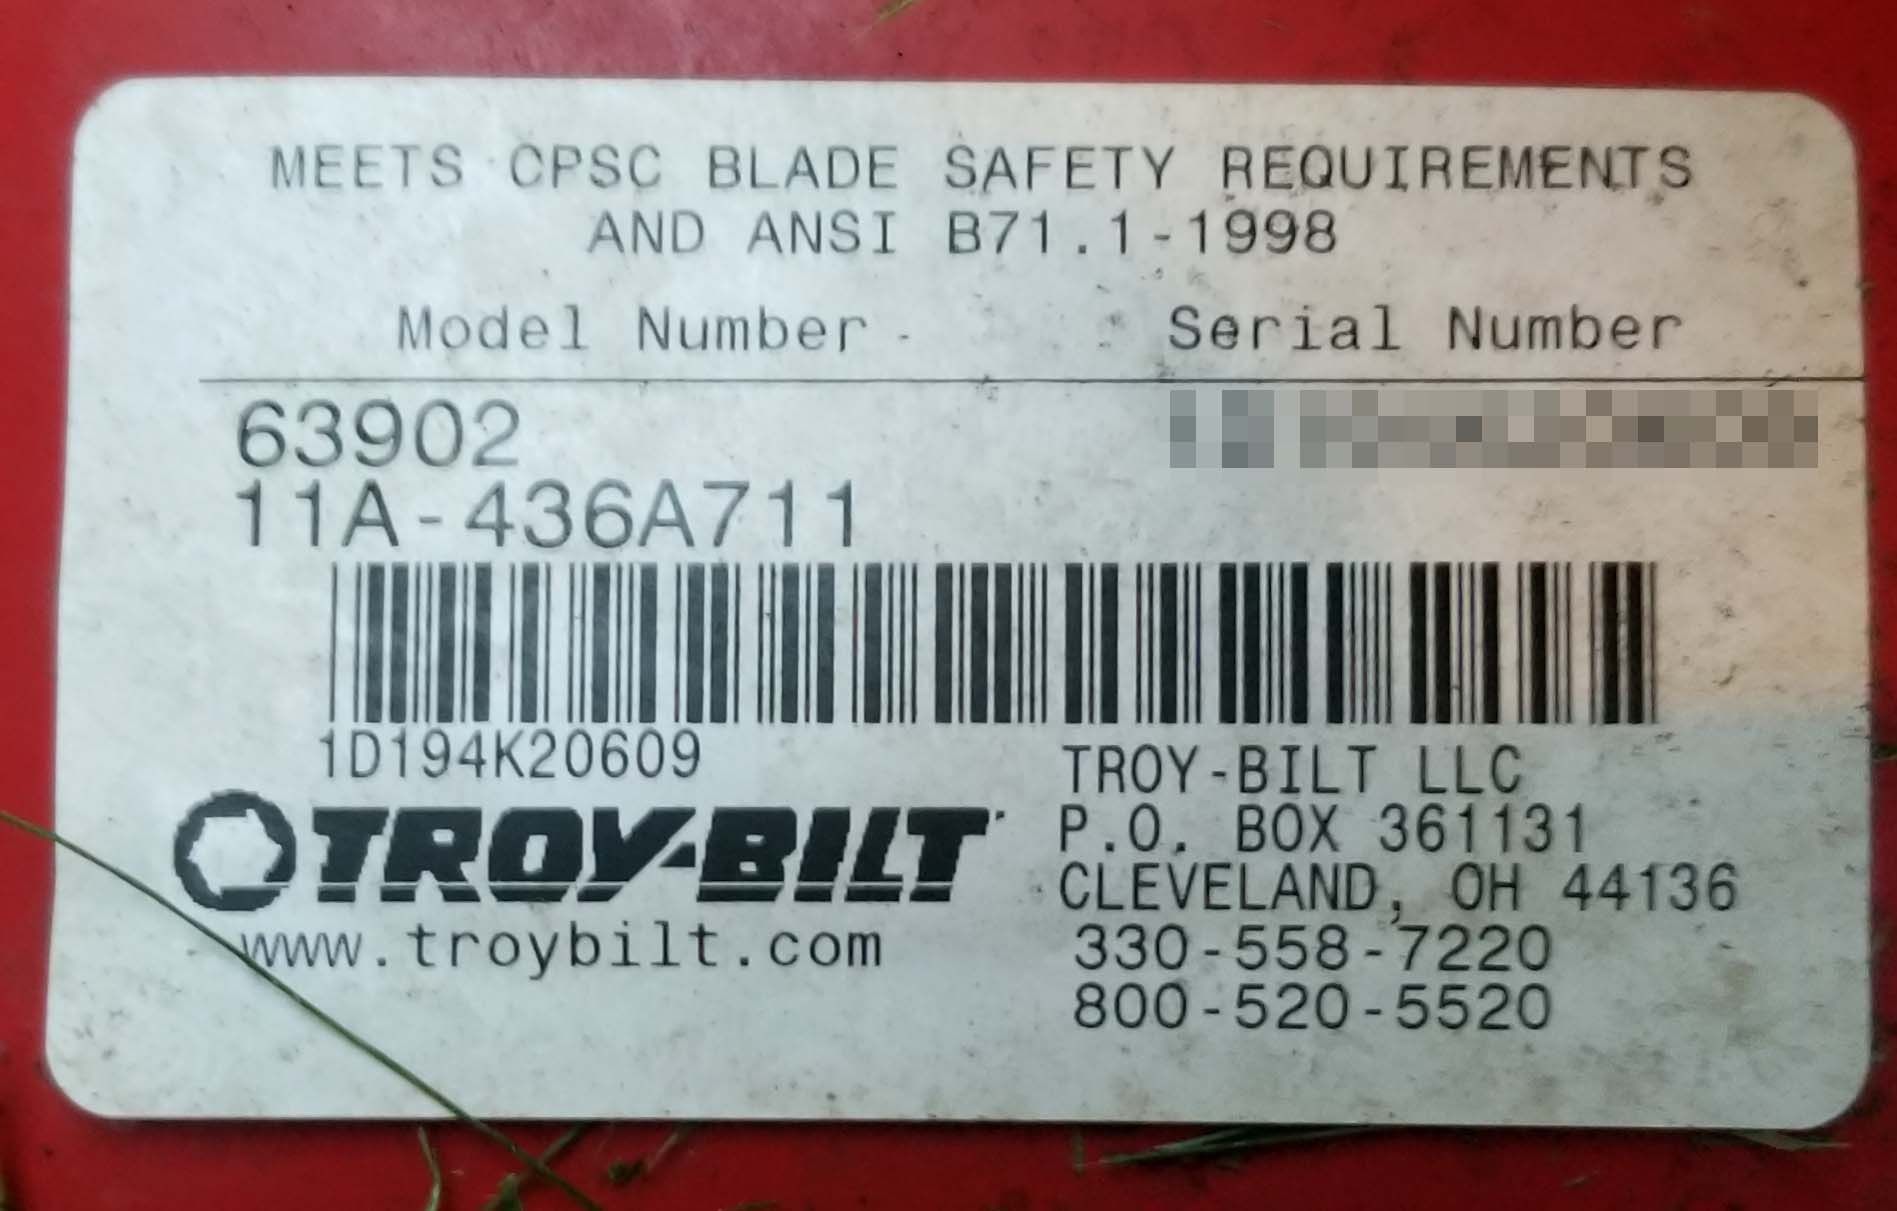 MEETS CPSC BLADE SAFETY REQUIREMENTS
AND ANSI B71.1-1998
Model Number Serial Number
63902
11A-436A711
1D194K20609
TROY-BILT
www.troybilt.com
TROY-BILT LLC
P.O. BOX 361131
CLEVELAND, OH 44136
330-558-7220
800-520-5520